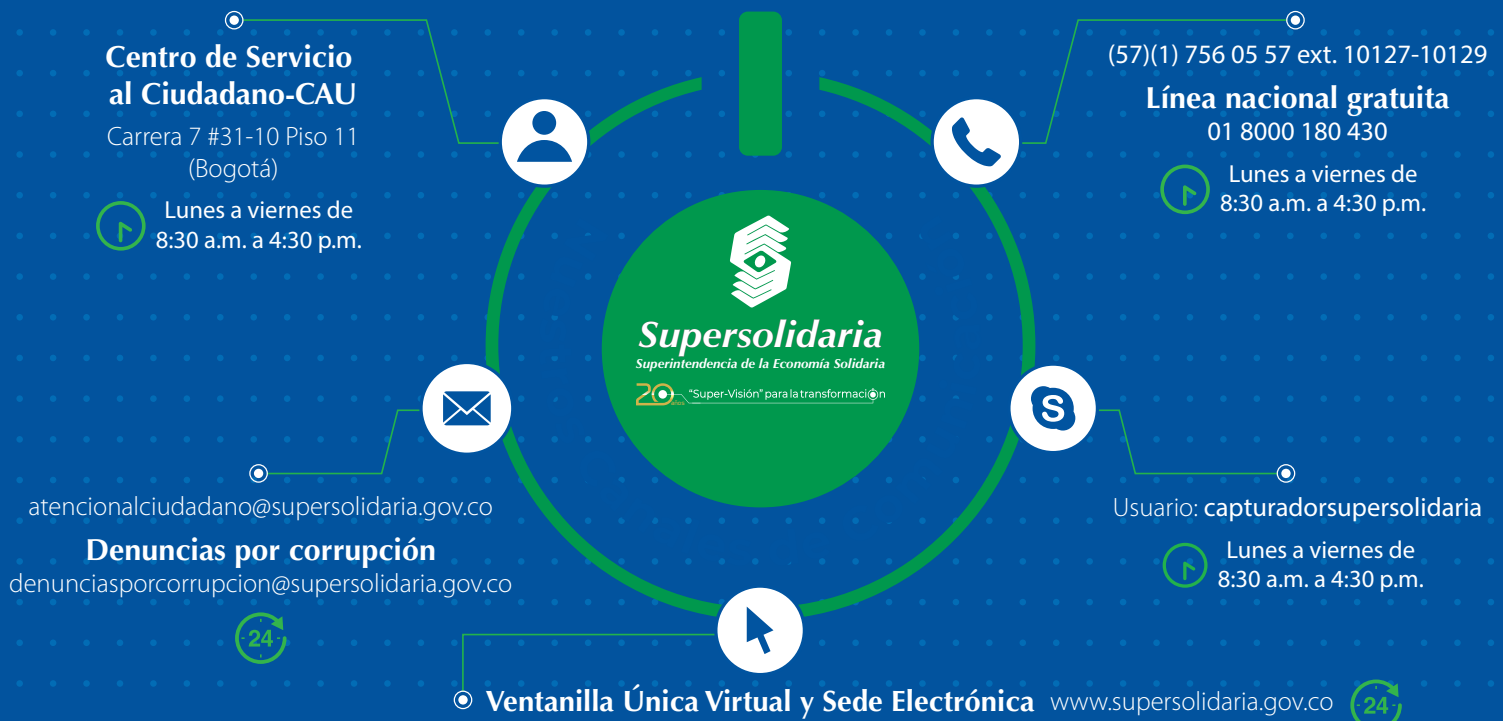 Centro de Servicio
al Ciudadano-CAU
Carrera 7 #31-10 Piso 11
(Bogotá)
Lunes a viernes de
8:30 a.m. a 4:30 p.m.
(57)(1) 756 05 57 ext. 10127-10129
Línea nacional gratuita
01 8000 180 430
Lunes a viernes de
8:30 a.m. a 4:30 p.m.
Supersolidaria
Superintendencia de la Economía Solidaria
20 años "Super-Visión" para la transformación
S
atencionalciudadano@supersolidaria.gov.co
Denuncias por corrupción
denunciasporcorrupcion@supersolidaria.gov.co
24
Usuario: capturadorsupersolidaria
Lunes a viernes de
8:30 a.m. a 4:30 p.m.
Ventanilla Única Virtual y Sede Electrónica www.supersolidaria.gov.co 24